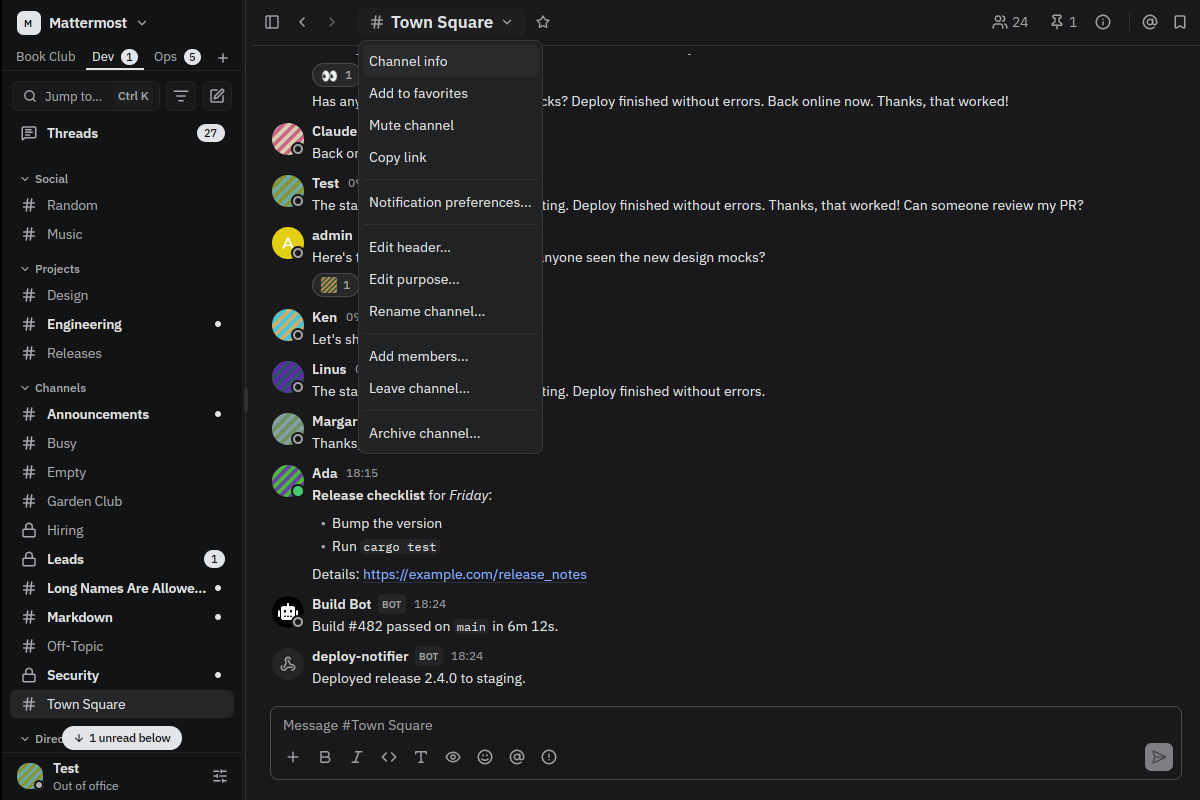 M Mattermost
Book Club Dev 1 Ops 5
Jump to... Ctrl K
Threads 27
Social
Random
Music
Projects
Design
Engineering
Releases
Channels
Announcements
Busy
Empty
Garden Club
Hiring
Leads 1
Long Names Are Allowe...
Markdown
Off-Topic
Security
Town Square
Direc
1 unread below
Test
Out of office
Town Square
24 1
Channel info
Add to favorites
Mute channel
Copy link
Notification preferences...
Edit header...
Edit purpose...
Rename channel...
Add members...
Leave channel...
Archive channel...
1
Has any cks? Deploy finished without errors. Back online now. Thanks, that worked!
Claude
Back or
Test 09
The sta ting. Deploy finished without errors. Thanks, that worked! Can someone review my PR?
A admin
Here's anyone seen the new design mocks?
1
Ken 09
Let's sh
Linus
The sta ting. Deploy finished without errors.
Margar
Thanks,
Ada 18:15
Release checklist for Friday:
• Bump the version
• Run cargo test
Details: https://example.com/release_notes
Build Bot BOT 18:24
Build #482 passed on main in 6m 12s.
deploy-notifier BOT 18:24
Deployed release 2.4.0 to staging.
Message #Town Square